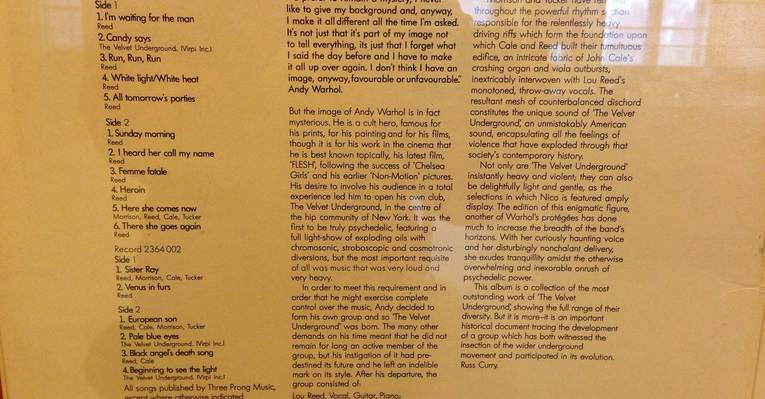 Side 1
1. I'm waiting for the man
Reed
2. Candy says
The Velvet Underground. (Virpi Inc.)
3. Run, Run, Run
Reed
4. White light/White heat
Reed
5. All tomorrow's parties
Reed
Side 2
1. Sunday morning
Reed
2. I heard her call my name
Reed
3. Femme fatale
Reed
4. Heroin
Reed
5. Here she comes now
Morrison, Reed, Cale, Tucker
6. There she goes again
Reed
Record 2364 002
Side 1
1. Sister Ray
Reed, Morrison, Cale, Tucker
2. Venus in furs
Reed
Side 2
1. European son
Reed, Cale, Morrison, Tucker
2. Pale blue eyes
The Velvet Underground. (Virpi Inc.)
3. Black angel's death song
Reed, Cale
4. Beginning to see the light
The Velvet Underground. (Virpi Inc.)
All songs published by Three Prong Music,
except where otherwise indicated
like to give my background and, anyway,
I make it all different all the time I'm asked.
It's not just that it's part of my image not
to tell everything, its just that I forget what
I said the day before and I have to make
it all up over again. I don't think I have an
image, anyway, favourable or unfavourable."
Andy Warhol.
But the image of Andy Warhol is in fact
mysterious. He is a cult hero, famous for
his prints, for his painting and for his films,
though it is for his work in the cinema that
he is best known topically, his latest film,
'FLESH', following the success of 'Chelsea
Girls' and his earlier 'Non-Motion' pictures.
His desire to involve his audience in a total
experience led him to open his own club,
The Velvet Underground, in the centre of
the hip community of New York. It was the
first to be truly psychedelic, featuring a
full light-show of exploding oils with
chromosonic, stroboscopic and cosmotronic
diversions, but the most important requisite
of all was music that was very loud and
very heavy.
In order to meet this requirement and in
order that he might exercise complete
control over the music, Andy decided to
form his own group and so 'The Velvet
Underground' was born. The many other
demands on his time meant that he did not
remain for long an active member of the
group, but his instigation of it had pre-
destined its future and he left an indelible
mark on its style. After his departure, the
group consisted of:
Lou Reed, Vocal, Guitar, Piano;
throughout the powerful rhythm section
responsible for the relentlessly heavy
driving riffs which form the foundation upon
which Cale and Reed built their tumultuous
edifice, an intricate fabric of John Cale's
crashing organ and viola outbursts,
inextricably interwoven with Lou Reed's
monotoned, throw-away vocals. The
resultant mesh of counterbalanced dischord
constitutes the unique sound of 'The Velvet
Underground', an unmistakably American
sound, encapsulating all the feelings of
violence that have exploded through that
society's contemporary history.
Not only are 'The Velvet Underground'
insistantly heavy and violent; they can also
be delightfully light and gentle, as the
selections in which Nico is featured amply
display. The edition of this enigmatic figure,
another of Warhol's protégées has done
much to increase the breadth of the band's
horizons. With her curiously haunting voice
and her disturbingly nonchalant delivery,
she exudes tranquillity amidst the otherwise
overwhelming and inexorable onrush of
psychedelic power.
This album is a collection of the most
outstanding work of 'The Velvet
Underground', showing the full range of their
diversity. But it is more—it is an important
historical document tracing the development
of a group which has both witnessed the
insection of the wider underground
movement and participated in its evolution.
Russ Curry.